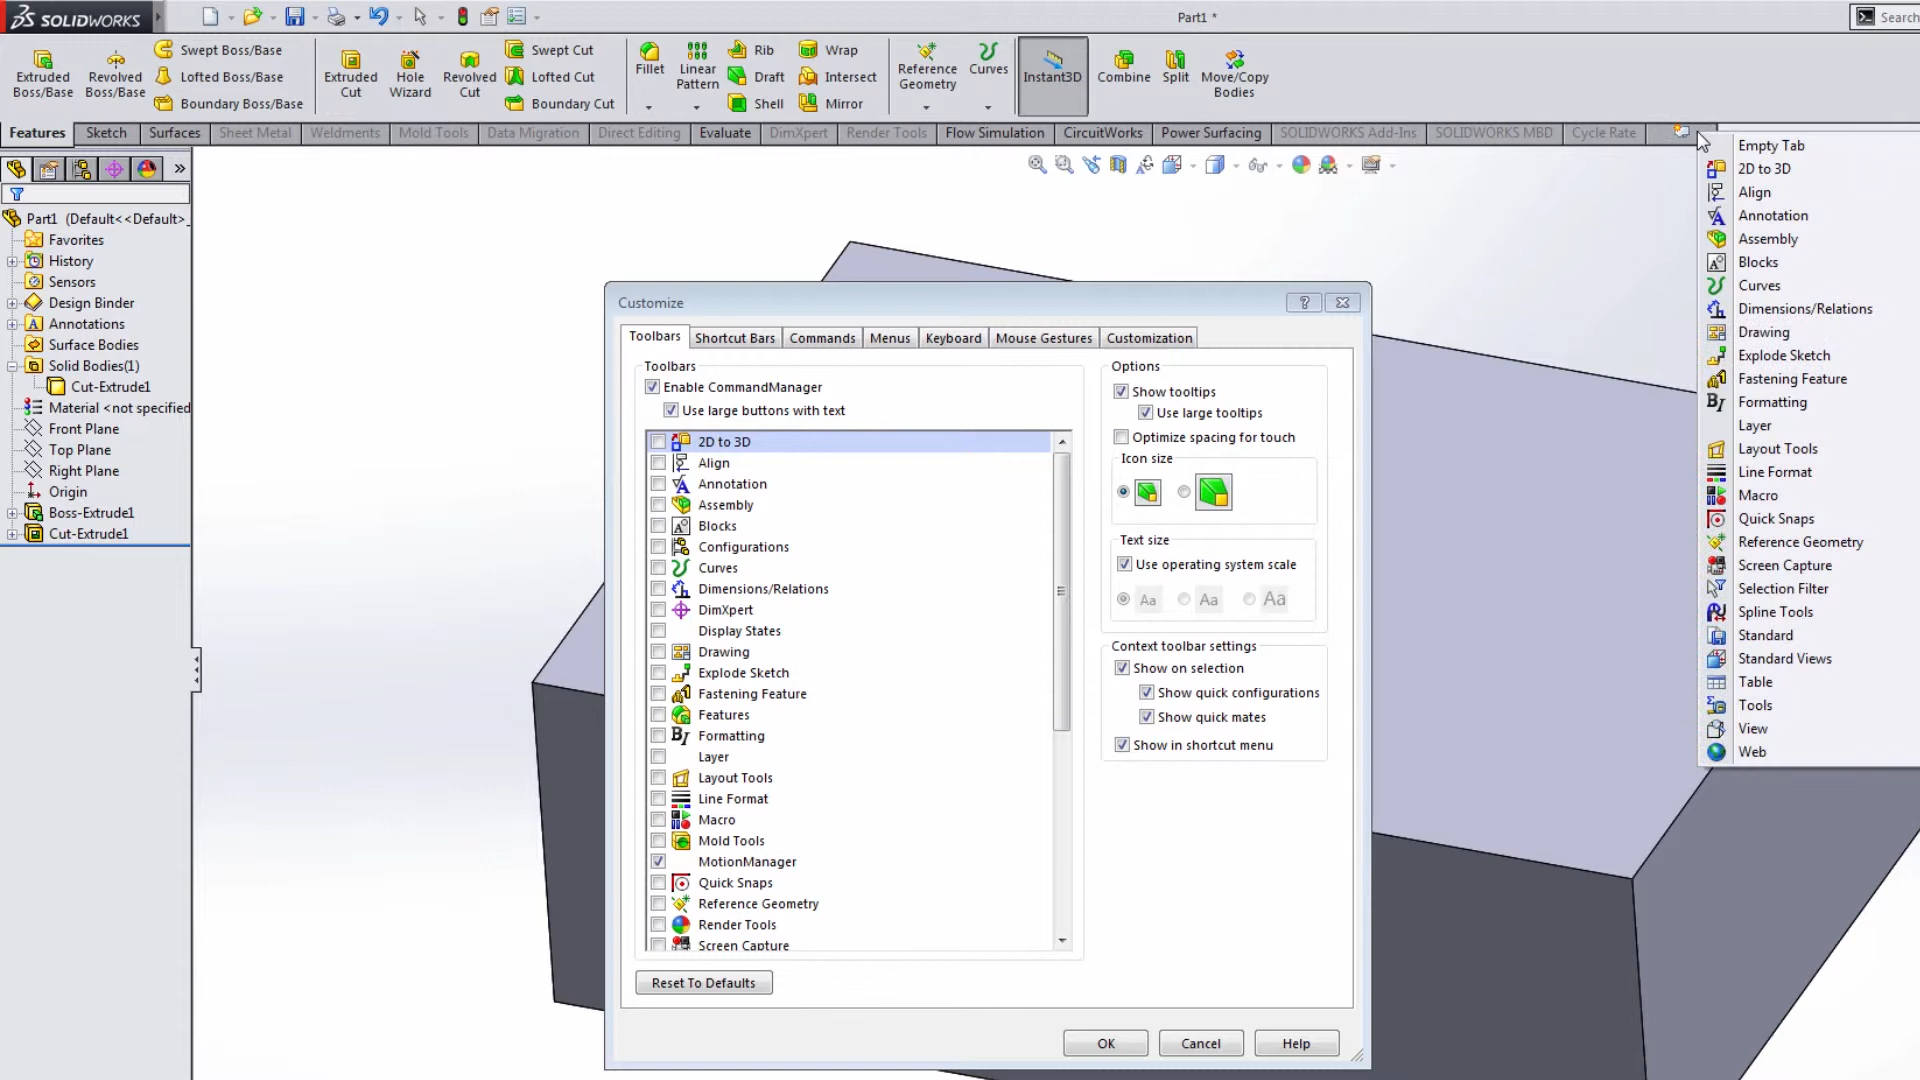 SOLIDWORKS
Part1 *
Search
Extruded Boss/Base
Revolved Boss/Base
Swept Boss/Base
Lofted Boss/Base
Boundary Boss/Base
Extruded Cut
Hole Wizard
Revolved Cut
Swept Cut
Lofted Cut
Boundary Cut
Fillet
Linear Pattern
Rib
Draft
Shell
Wrap
Intersect
Mirror
Reference Geometry
Curves
Instant3D
Combine
Split
Move/Copy Bodies
Features
Sketch
Surfaces
Sheet Metal
Weldments
Mold Tools
Data Migration
Direct Editing
Evaluate
DimXpert
Render Tools
Flow Simulation
CircuitWorks
Power Surfacing
SOLIDWORKS Add-Ins
SOLIDWORKS MBD
Cycle Rate
Part1 (Default<<Default>_
Favorites
History
Sensors
Design Binder
Annotations
Surface Bodies
Solid Bodies(1)
Cut-Extrude1
Material <not specified
Front Plane
Top Plane
Right Plane
Origin
Boss-Extrude1
Cut-Extrude1
Customize
Toolbars
Shortcut Bars
Commands
Menus
Keyboard
Mouse Gestures
Customization
Toolbars
Enable CommandManager
Use large buttons with text
2D to 3D
Align
Annotation
Assembly
Blocks
Configurations
Curves
Dimensions/Relations
DimXpert
Display States
Drawing
Explode Sketch
Fastening Feature
Features
Formatting
Layer
Layout Tools
Line Format
Macro
Mold Tools
MotionManager
Quick Snaps
Reference Geometry
Render Tools
Screen Capture
Reset To Defaults
Options
Show tooltips
Use large tooltips
Optimize spacing for touch
Icon size
Text size
Use operating system scale
Aa
Aa
Aa
Context toolbar settings
Show on selection
Show quick configurations
Show quick mates
Show in shortcut menu
OK
Cancel
Help
Empty Tab
2D to 3D
Align
Annotation
Assembly
Blocks
Curves
Dimensions/Relations
Drawing
Explode Sketch
Fastening Feature
Formatting
Layer
Layout Tools
Line Format
Macro
Quick Snaps
Reference Geometry
Screen Capture
Selection Filter
Spline Tools
Standard
Standard Views
Table
Tools
View
Web